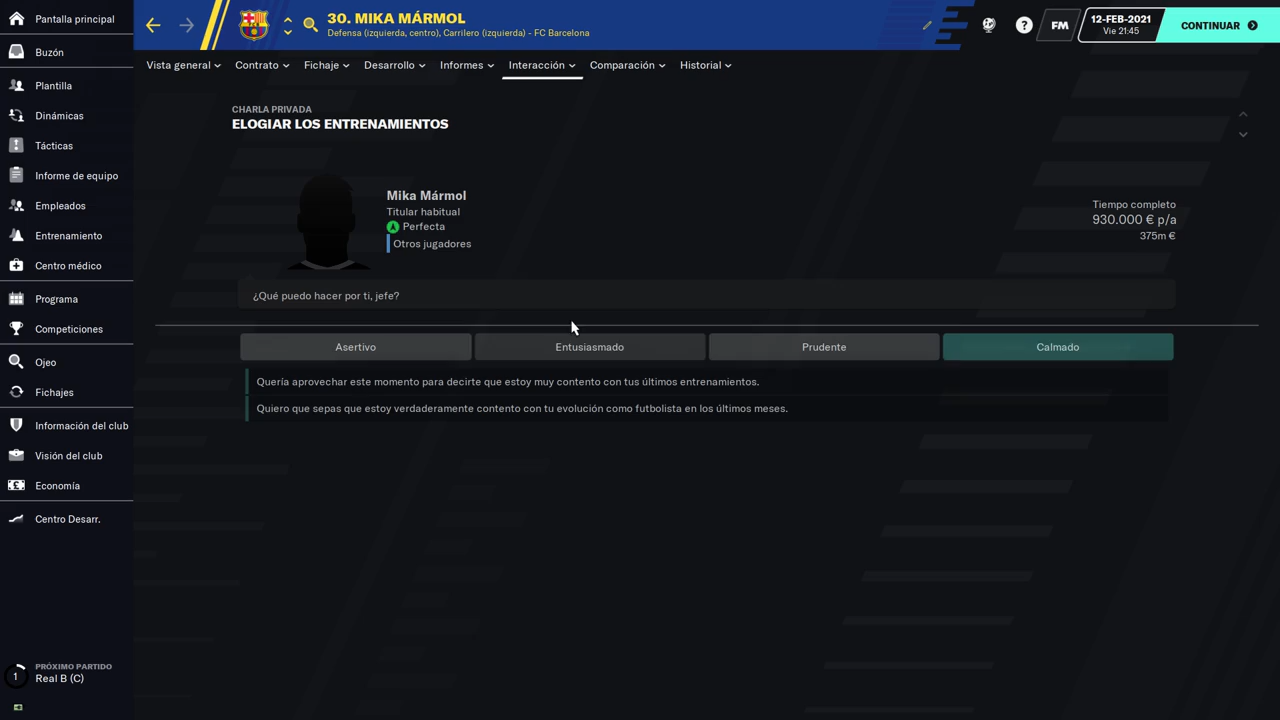 30. MIKA MÁRMOL
Defensa (izquierda, centro), Carrilero (izquierda) - FC Barcelona
FM
12-FEB-2021
Vie 21:45
CONTINUAR
Pantalla principal
Buzón
Plantilla
Dinámicas
Tácticas
Informe de equipo
Empleados
Entrenamiento
Centro médico
Programa
Competiciones
Ojeo
Fichajes
Información del club
Visión del club
Economía
Centro Desarr.
1
PRÓXIMO PARTIDO
Real B (C)
Vista general
Contrato
Fichaje
Desarrollo
Informes
Interacción
Comparación
Historial
CHARLA PRIVADA
ELOGIAR LOS ENTRENAMIENTOS
Mika Mármol
Titular habitual
Perfecta
Otros jugadores
Tiempo completo
930.000 € p/a
375m €
¿Qué puedo hacer por ti, jefe?
Asertivo
Entusiasmado
Prudente
Calmado
Quería aprovechar este momento para decirte que estoy muy contento con tus últimos entrenamientos.
Quiero que sepas que estoy verdaderamente contento con tu evolución como futbolista en los últimos meses.